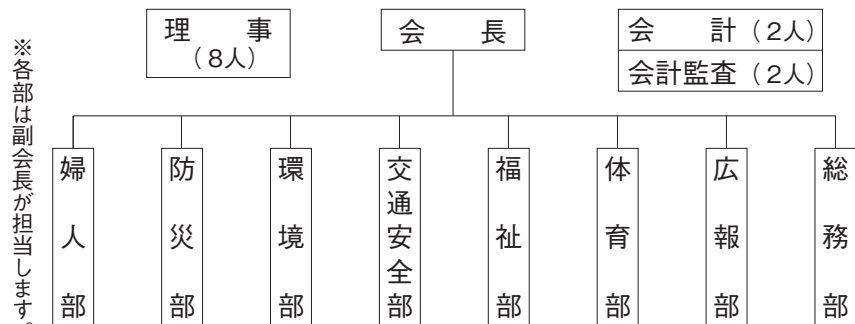 理事
（8人）
会長
会計（2人）
会計監査（2人）
総務部
広報部
体育部
福祉部
交通安全部
環境部
防災部
婦人部
※各部は副会長が担当します。